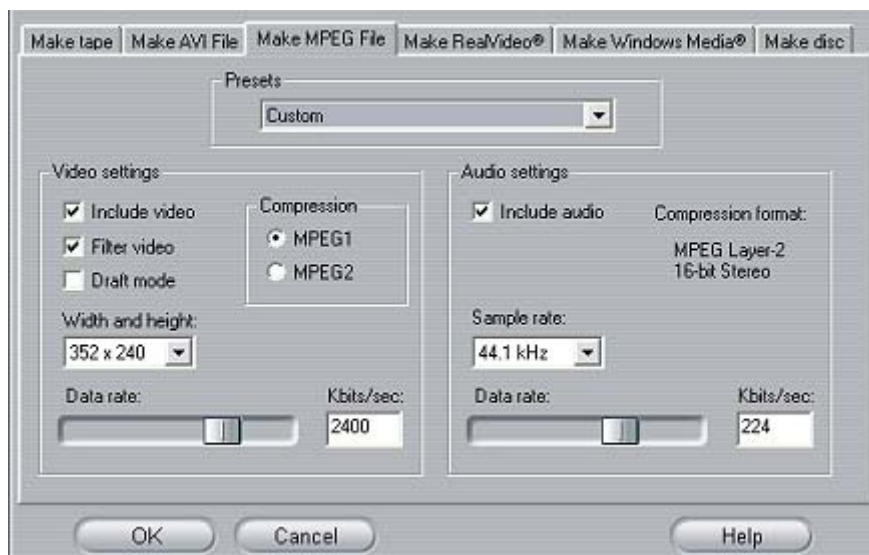 Make tape
Make AVI File
Make MPEG File
Make RealVideo®
Make Windows Media®
Make disc
Presets
Custom
Video settings
Include video
Filter video
Draft mode
Compression
MPEG1
MPEG2
Width and height:
352 x 240
Data rate:
Kbits/sec:
2400
Audio settings
Include audio
Compression format:
MPEG Layer-2
16-bit Stereo
Sample rate:
44.1 kHz
Data rate:
Kbits/sec:
224
OK
Cancel
Help